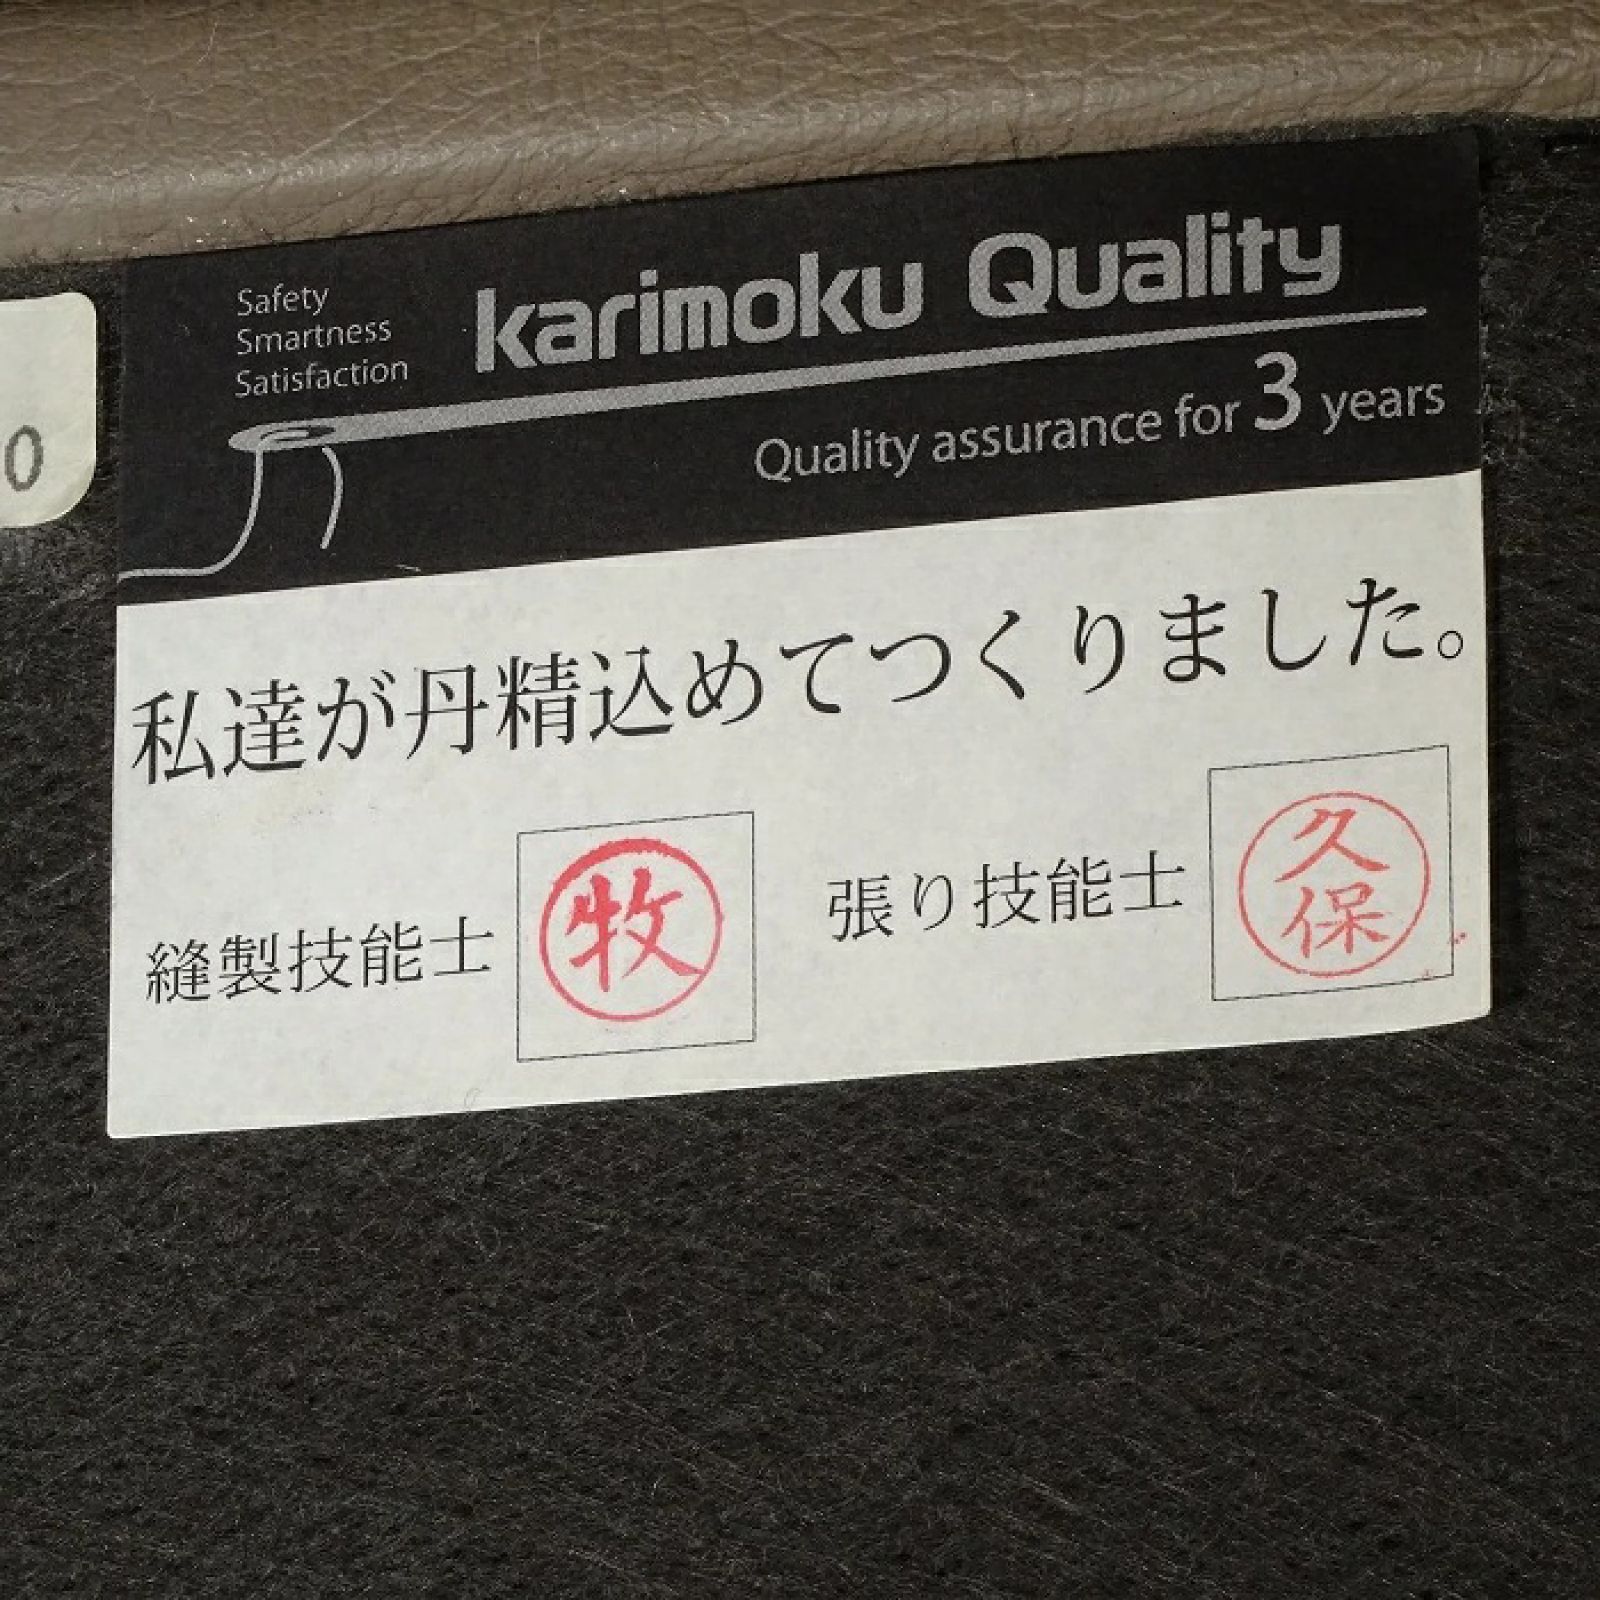 Safety
Smartness
Satisfaction
karimoku Quality
Quality assurance for 3 years
0
私達が丹精込めてつくりました。
縫製技能士 牧 張り技能士 久保